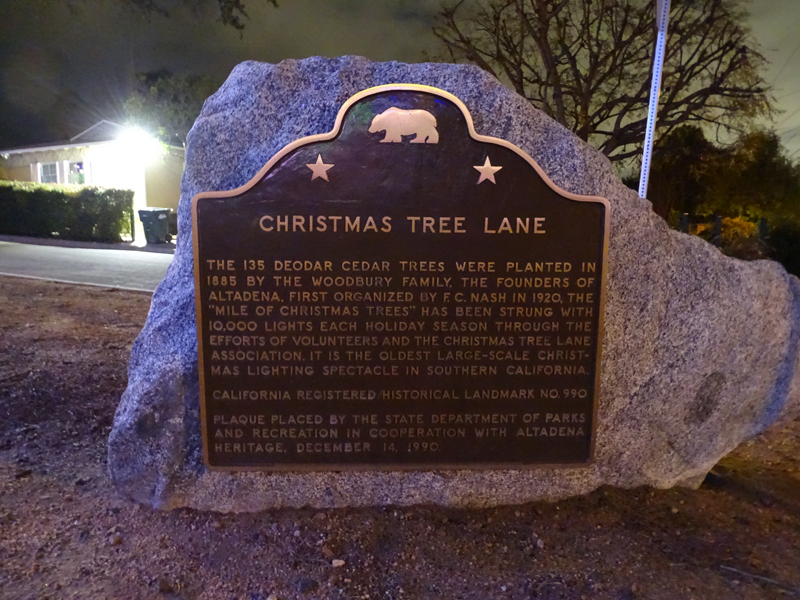 CHRISTMAS TREE LANE
THE 135 DEODAR CEDAR TREES WERE PLANTED IN
1885 BY THE WOODBURY FAMILY, THE FOUNDERS OF
ALTADENA. FIRST ORGANIZED BY F.C. NASH IN 1920, THE
"MILE OF CHRISTMAS TREES" HAS BEEN STRUNG WITH
10,000 LIGHTS EACH HOLIDAY SEASON THROUGH THE
EFFORTS OF VOLUNTEERS AND THE CHRISTMAS TREE LANE
ASSOCIATION. IT IS THE OLDEST LARGE-SCALE CHRIST-
MAS LIGHTING SPECTACLE IN SOUTHERN CALIFORNIA.
CALIFORNIA REGISTERED HISTORICAL LANDMARK NO. 990
PLAQUE PLACED BY THE STATE DEPARTMENT OF PARKS
AND RECREATION IN COOPERATION WITH ALTADENA
HERITAGE, DECEMBER 14, 1990.